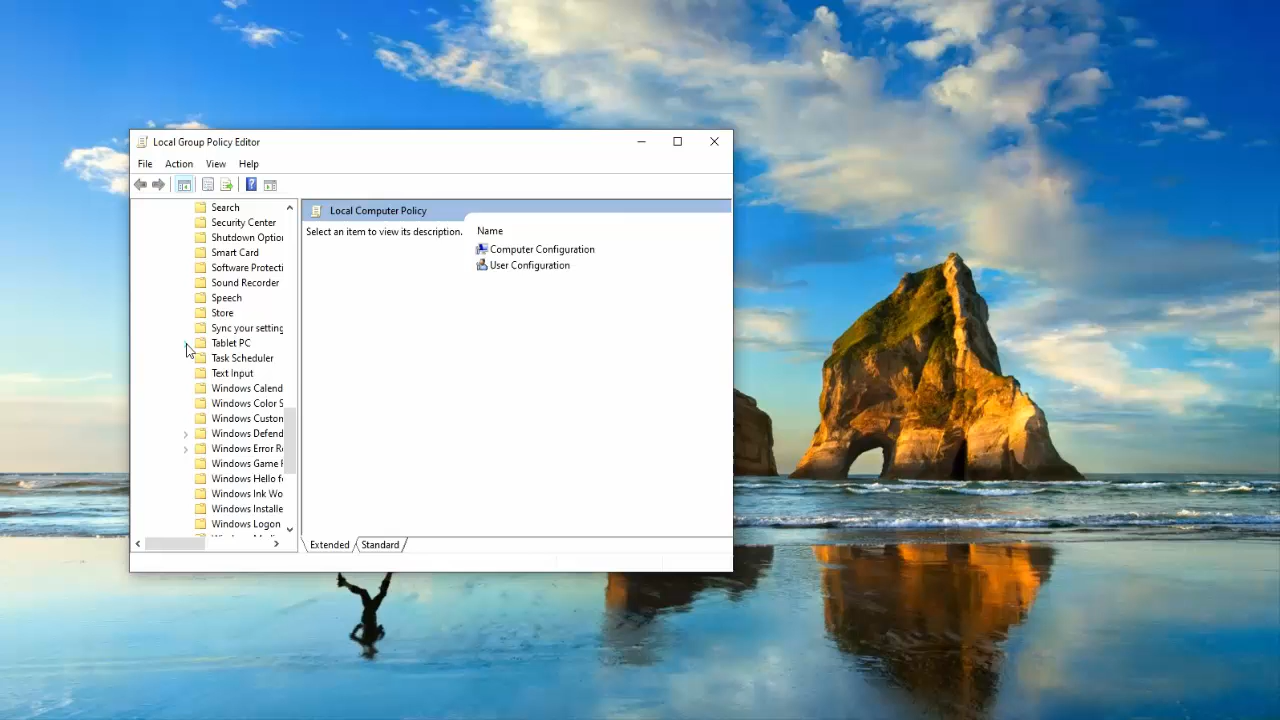 Local Group Policy Editor
File Action View Help
Search
Security Center
Shutdown Optio
Smart Card
Software Protecti
Sound Recorder
Speech
Store
Sync your setting
Tablet PC
Task Scheduler
Text Input
Windows Calend
Windows Color S
Windows Custon
Windows Defend
Windows Error R
Windows Game
Windows Hello f
Windows Ink Wo
Windows Installe
Windows Logon
Local Computer Policy
Select an item to view its description.
Name
Computer Configuration
User Configuration
Extended Standard